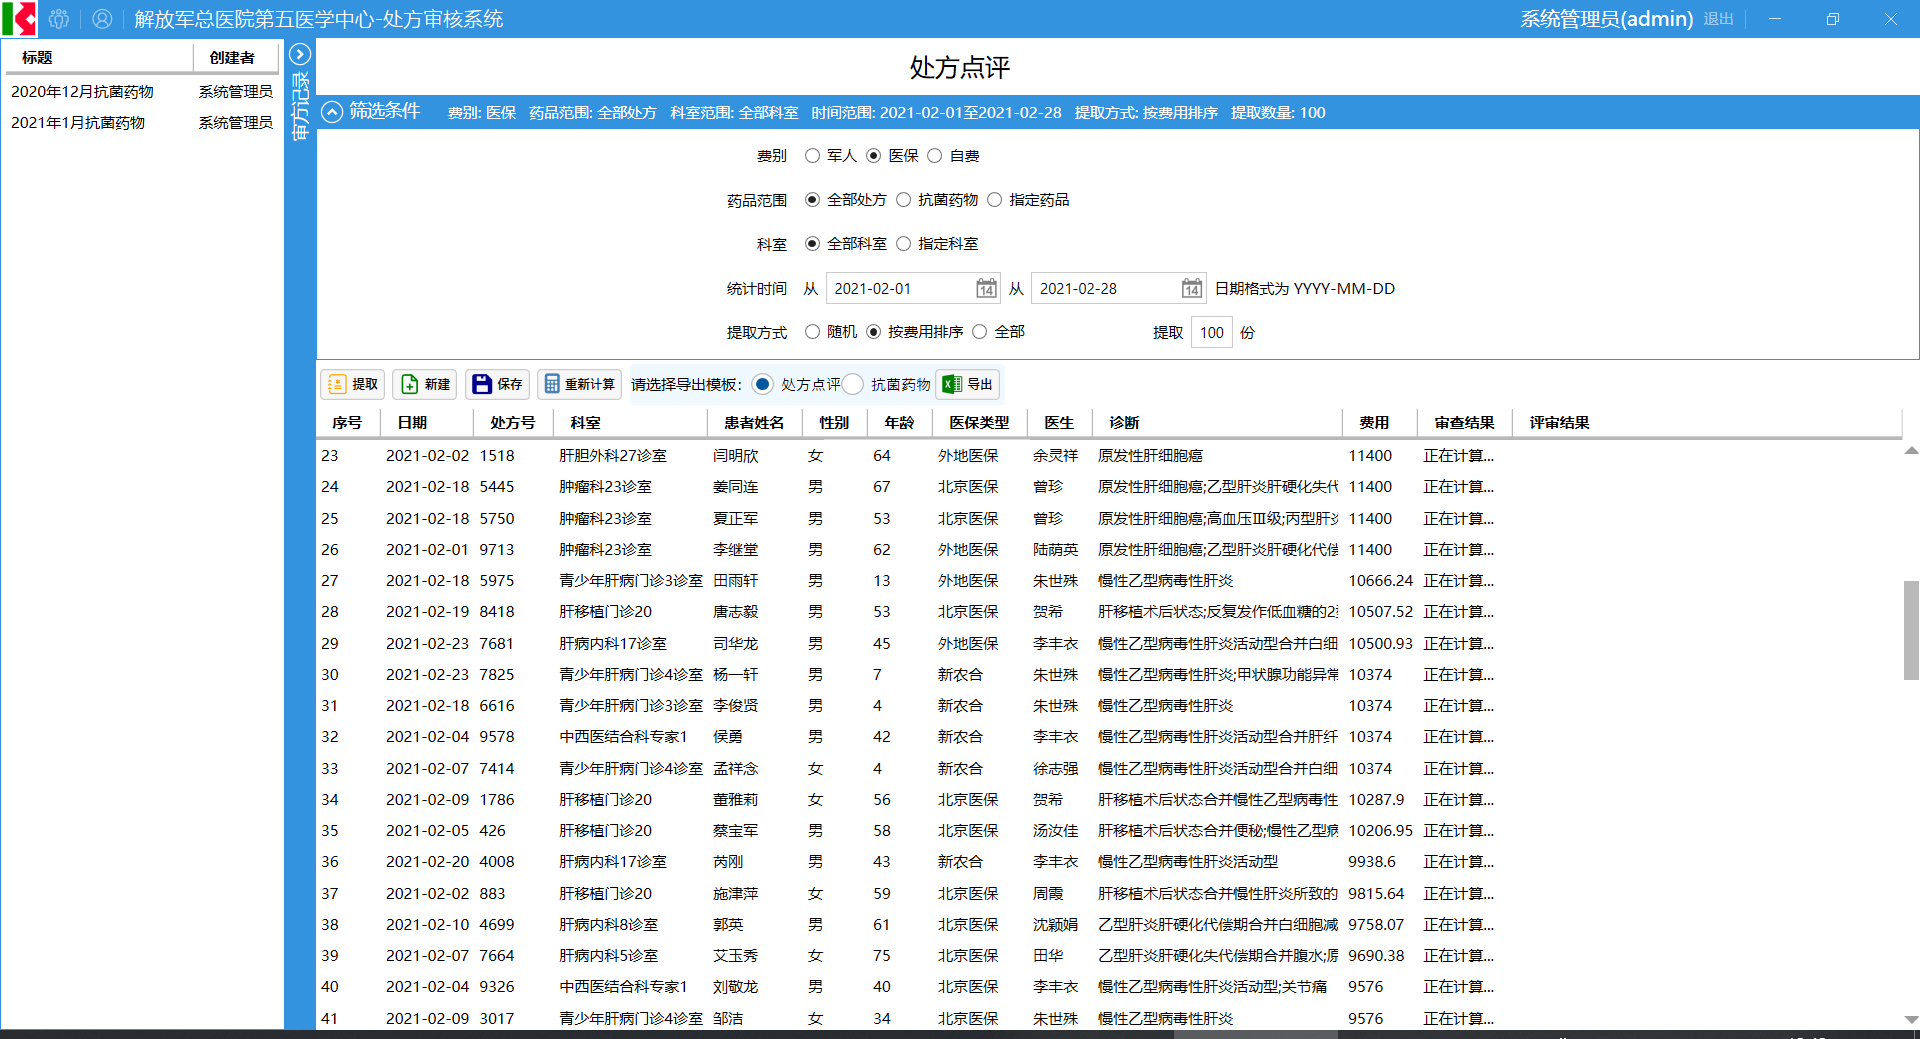 解放军总医院第五医学中心-处方审核系统
系统管理员(admin) 退出
标题 创建者
2020年12月抗菌药物 系统管理员
2021年1月抗菌药物 系统管理员
审方记录
处方点评
筛选条件 费别: 医保 药品范围: 全部处方 科室范围: 全部科室 时间范围: 2021-02-01至2021-02-28 提取方式: 按费用排序 提取数量: 100
费别 军人 医保 自费
药品范围 全部处方 抗菌药物 指定药品
科室 全部科室 指定科室
统计时间 从 2021-02-01 14 从 2021-02-28 14 日期格式为 YYYY-MM-DD
提取方式 随机 按费用排序 全部 提取 100 份
提取 新建 保存 重新计算 请选择导出模板: 处方点评 抗菌药物 导出
序号 日期 处方号 科室 患者姓名 性别 年龄 医保类型 医生 诊断 费用 审查结果 评审结果
23 2021-02-02 1518 肝胆外科27诊室 闫明欣 女 64 外地医保 余灵祥 原发性肝细胞癌 11400 正在计算...
24 2021-02-18 5445 肿瘤科23诊室 姜同连 男 67 北京医保 曾珍 原发性肝细胞癌;乙型肝炎肝硬化失代 11400 正在计算...
25 2021-02-18 5750 肿瘤科23诊室 夏正军 男 53 北京医保 曾珍 原发性肝细胞癌;高血压Ⅲ级;丙型肝炎 11400 正在计算...
26 2021-02-01 9713 肿瘤科23诊室 李继堂 男 62 外地医保 陆荫英 原发性肝细胞癌;乙型肝炎肝硬化代偿 11400 正在计算...
27 2021-02-18 5975 青少年肝病门诊3诊室 田雨轩 男 13 外地医保 朱世殊 慢性乙型病毒性肝炎 10666.24 正在计算...
28 2021-02-19 8418 肝移植门诊20 唐志毅 男 53 北京医保 贺希 肝移植术后状态;反复发作低血糖的2型 10507.52 正在计算...
29 2021-02-23 7681 肝病内科17诊室 司华龙 男 45 外地医保 李丰衣 慢性乙型病毒性肝炎活动型合并白细 10500.93 正在计算...
30 2021-02-23 7825 青少年肝病门诊4诊室 杨一轩 男 7 新农合 朱世殊 慢性乙型病毒性肝炎;甲状腺功能异常 10374 正在计算...
31 2021-02-18 6616 青少年肝病门诊3诊室 李俊贤 男 4 新农合 朱世殊 慢性乙型病毒性肝炎 10374 正在计算...
32 2021-02-04 9578 中西医结合科专家1 侯勇 男 42 新农合 李丰衣 慢性乙型病毒性肝炎活动型合并肝纤 10374 正在计算...
33 2021-02-07 7414 青少年肝病门诊4诊室 孟祥念 女 4 新农合 徐志强 慢性乙型病毒性肝炎活动型合并白细 10374 正在计算...
34 2021-02-09 1786 肝移植门诊20 董雅莉 女 56 北京医保 贺希 肝移植术后状态合并慢性乙型病毒性 10287.9 正在计算...
35 2021-02-05 426 肝移植门诊20 蔡宝军 男 58 北京医保 汤汝佳 肝移植术后状态合并便秘;慢性乙型病 10206.95 正在计算...
36 2021-02-20 4008 肝病内科17诊室 芮刚 男 43 新农合 李丰衣 慢性乙型病毒性肝炎活动型 9938.6 正在计算...
37 2021-02-02 883 肝移植门诊20 施津萍 女 59 北京医保 周霞 肝移植术后状态合并慢性肝炎所致的 9815.64 正在计算...
38 2021-02-10 4699 肝病内科8诊室 郭英 男 61 北京医保 沈颖娟 乙型肝炎肝硬化代偿期合并白细胞减 9758.07 正在计算...
39 2021-02-07 7664 肝病内科5诊室 艾玉秀 女 75 北京医保 田华 乙型肝炎肝硬化失代偿期合并腹水;原 9690.38 正在计算...
40 2021-02-04 9326 中西医结合科专家1 刘敬龙 男 40 北京医保 李丰衣 慢性乙型病毒性肝炎活动型;关节痛 9576 正在计算...
41 2021-02-09 3017 青少年肝病门诊4诊室 邹洁 女 34 北京医保 朱世殊 慢性乙型病毒性肝炎 9576 正在计算...